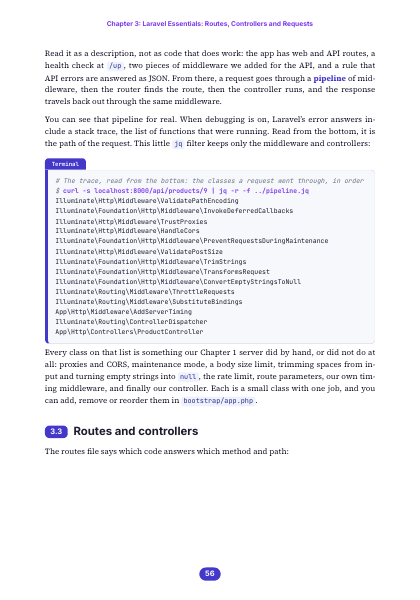 Chapter 3: Laravel Essentials: Routes, Controllers and Requests
Read it as a description, not as code that does work: the app has web and API routes, a
health check at /up, two pieces of middleware we added for the API, and a rule that
API errors are answered as JSON. From there, a request goes through a pipeline of mid-
dleware, then the router finds the route, then the controller runs, and the response
travels back out through the same middleware.
You can see that pipeline for real. When debugging is on, Laravel's error answers in-
clude a stack trace, the list of functions that were running. Read from the bottom, it is
the path of the request. This little jq filter keeps only the middleware and controllers:
Terminal
# The trace, read from the bottom: the classes a request went through, in order
$ curl -s localhost:8000/api/products/9 | jq -r -f ../pipeline.jq
Illuminate\Http\Middleware\ValidatePathEncoding
Illuminate\Foundation\Http\Middleware\InvokeDeferredCallbacks
Illuminate\Http\Middleware\TrustProxies
Illuminate\Http\Middleware\HandleCors
Illuminate\Foundation\Http\Middleware\PreventRequestsDuringMaintenance
Illuminate\Http\Middleware\ValidatePostSize
Illuminate\Foundation\Http\Middleware\TrimStrings
Illuminate\Foundation\Http\Middleware\TransformsRequest
Illuminate\Foundation\Http\Middleware\ConvertEmptyStringsToNull
Illuminate\Routing\Middleware\ThrottleRequests
Illuminate\Routing\Middleware\SubstituteBindings
App\Http\Middleware\AddServerTiming
Illuminate\Routing\ControllerDispatcher
App\Http\Controllers\ProductController
Every class on that list is something our Chapter 1 server did by hand, or did not do at
all: proxies and CORS, maintenance mode, a body size limit, trimming spaces from in-
put and turning empty strings into null, the rate limit, route parameters, our own tim-
ing middleware, and finally our controller. Each is a small class with one job, and you
can add, remove or reorder them in bootstrap/app.php.
3.3 Routes and controllers
The routes file says which code answers which method and path:
56